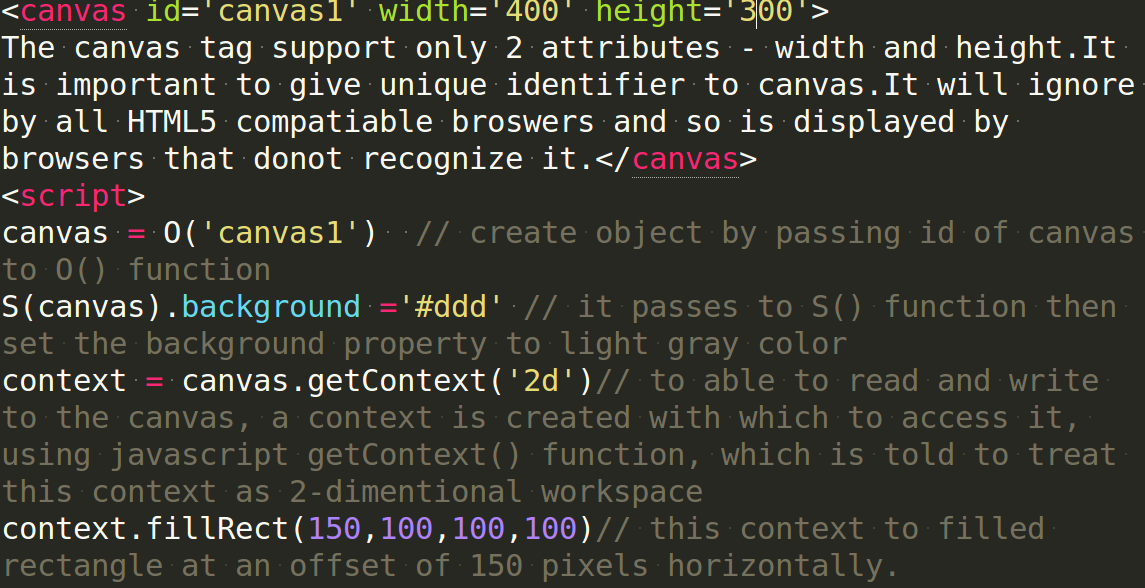 <canvas id='canvas1' width='400' height='300'>
The canvas tag support only 2 attributes - width and height.It
is important to give unique identifier to canvas.It will ignore
by all HTML5 compatiable broswers and so is displayed by
browsers that donot recognize it.</canvas>
<script>
canvas = O('canvas1')  // create object by passing id of canvas
to O() function
S(canvas).background ='#ddd' // it passes to S() function then
set the background property to light gray color
context = canvas.getContext('2d')// to able to read and write
to the canvas, a context is created with which to access it,
using javascript getContext() function, which is told to treat
this context as 2-dimentional workspace
context.fillRect(150,100,100,100)// this context to filled
rectangle at an offset of 150 pixels horizontally.